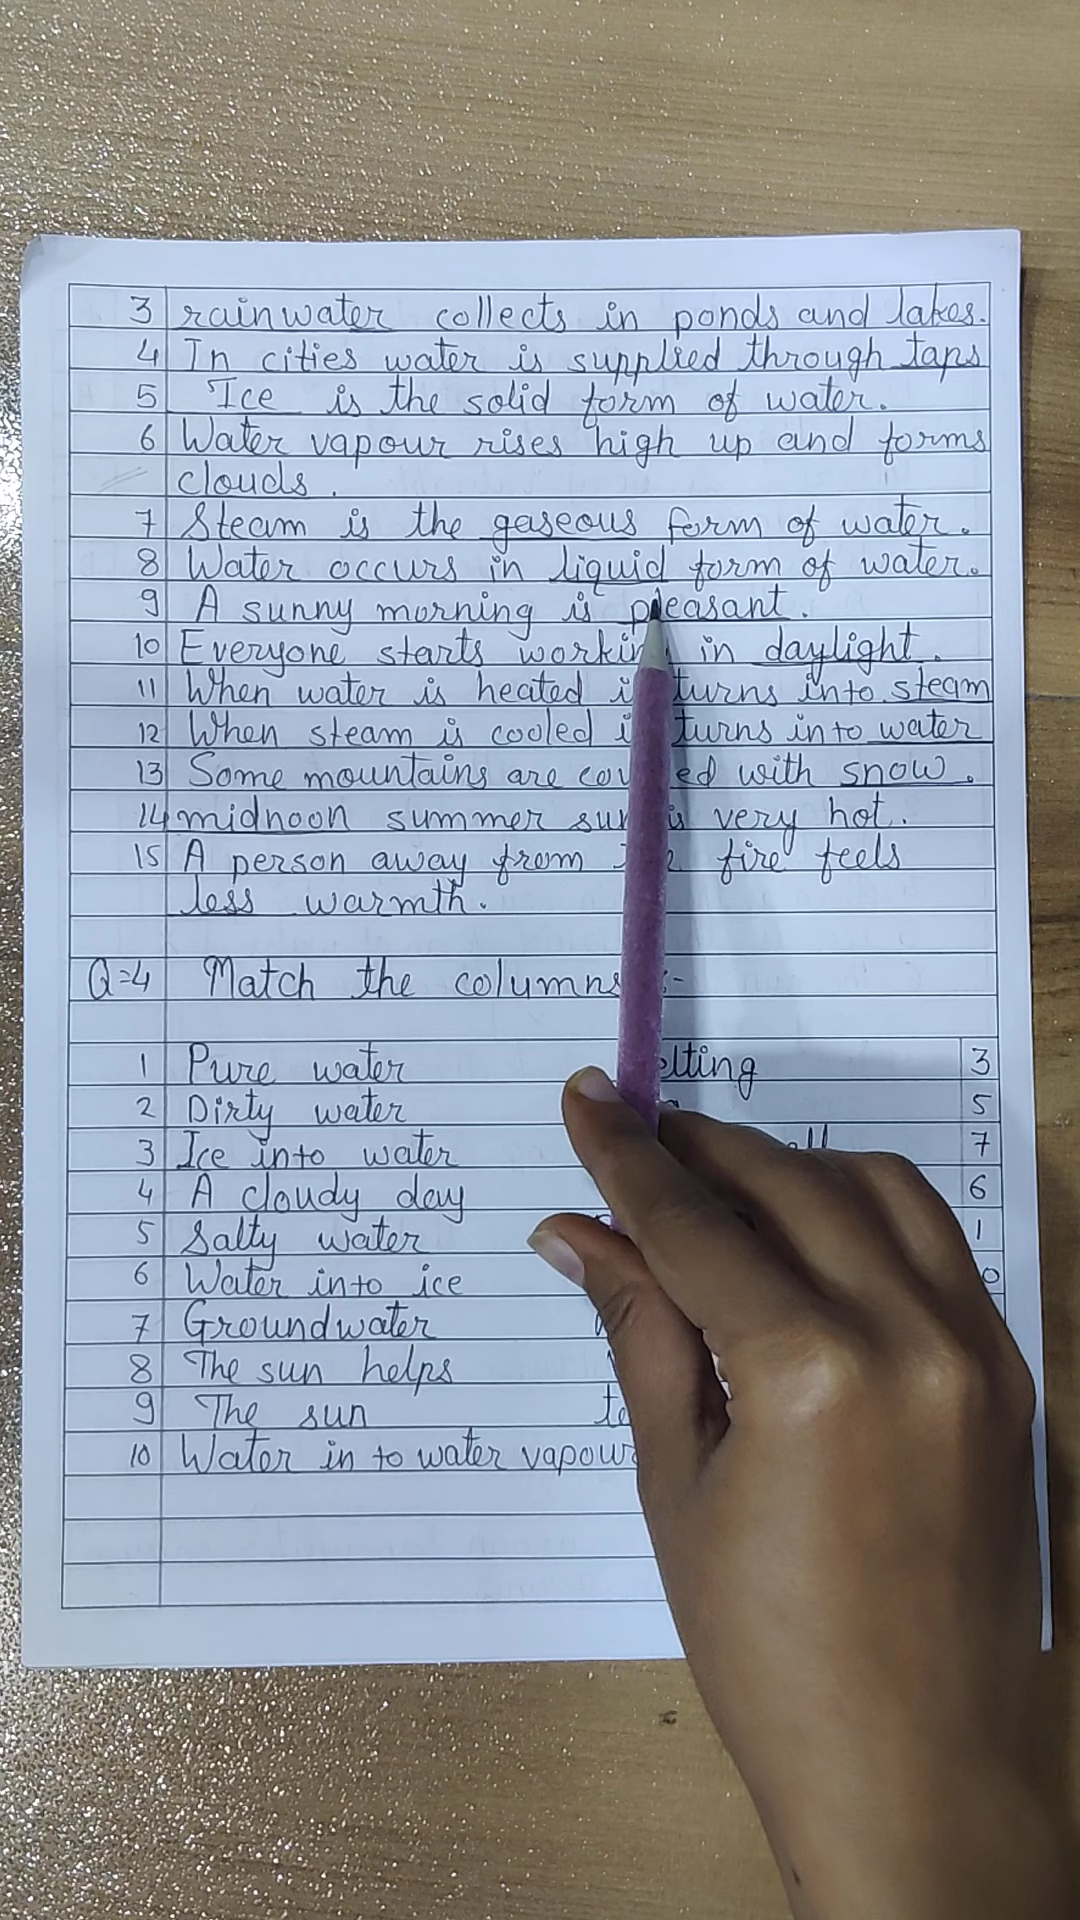 3 rainwater collects in ponds and lakes.
4 In cities water is supplied through taps
5 Ice is the solid form of water.
6 Water vapour rises high up and forms
clouds.
7 Steam is the gaseous form of water.
8 Water occurs in liquid form of water.
9 A sunny morning is pleasant.
10 Everyone starts in daylight.
11 When water is heated turns into steam
12 When steam is cooled turns into water
13 Some mountains are with snow.
14 midnoon summer is very hot.
15 A person away from fire feels
less warmth.
Q=4 Match the columns :-
1 Pure water 3
2 Dirty water 5
3 Ice into water 7
4 A cloudy day 6
5 Salty water 1
6 Water into ice
7 Groundwater
8 The sun helps
9 The sun
10 Water in to water vapour